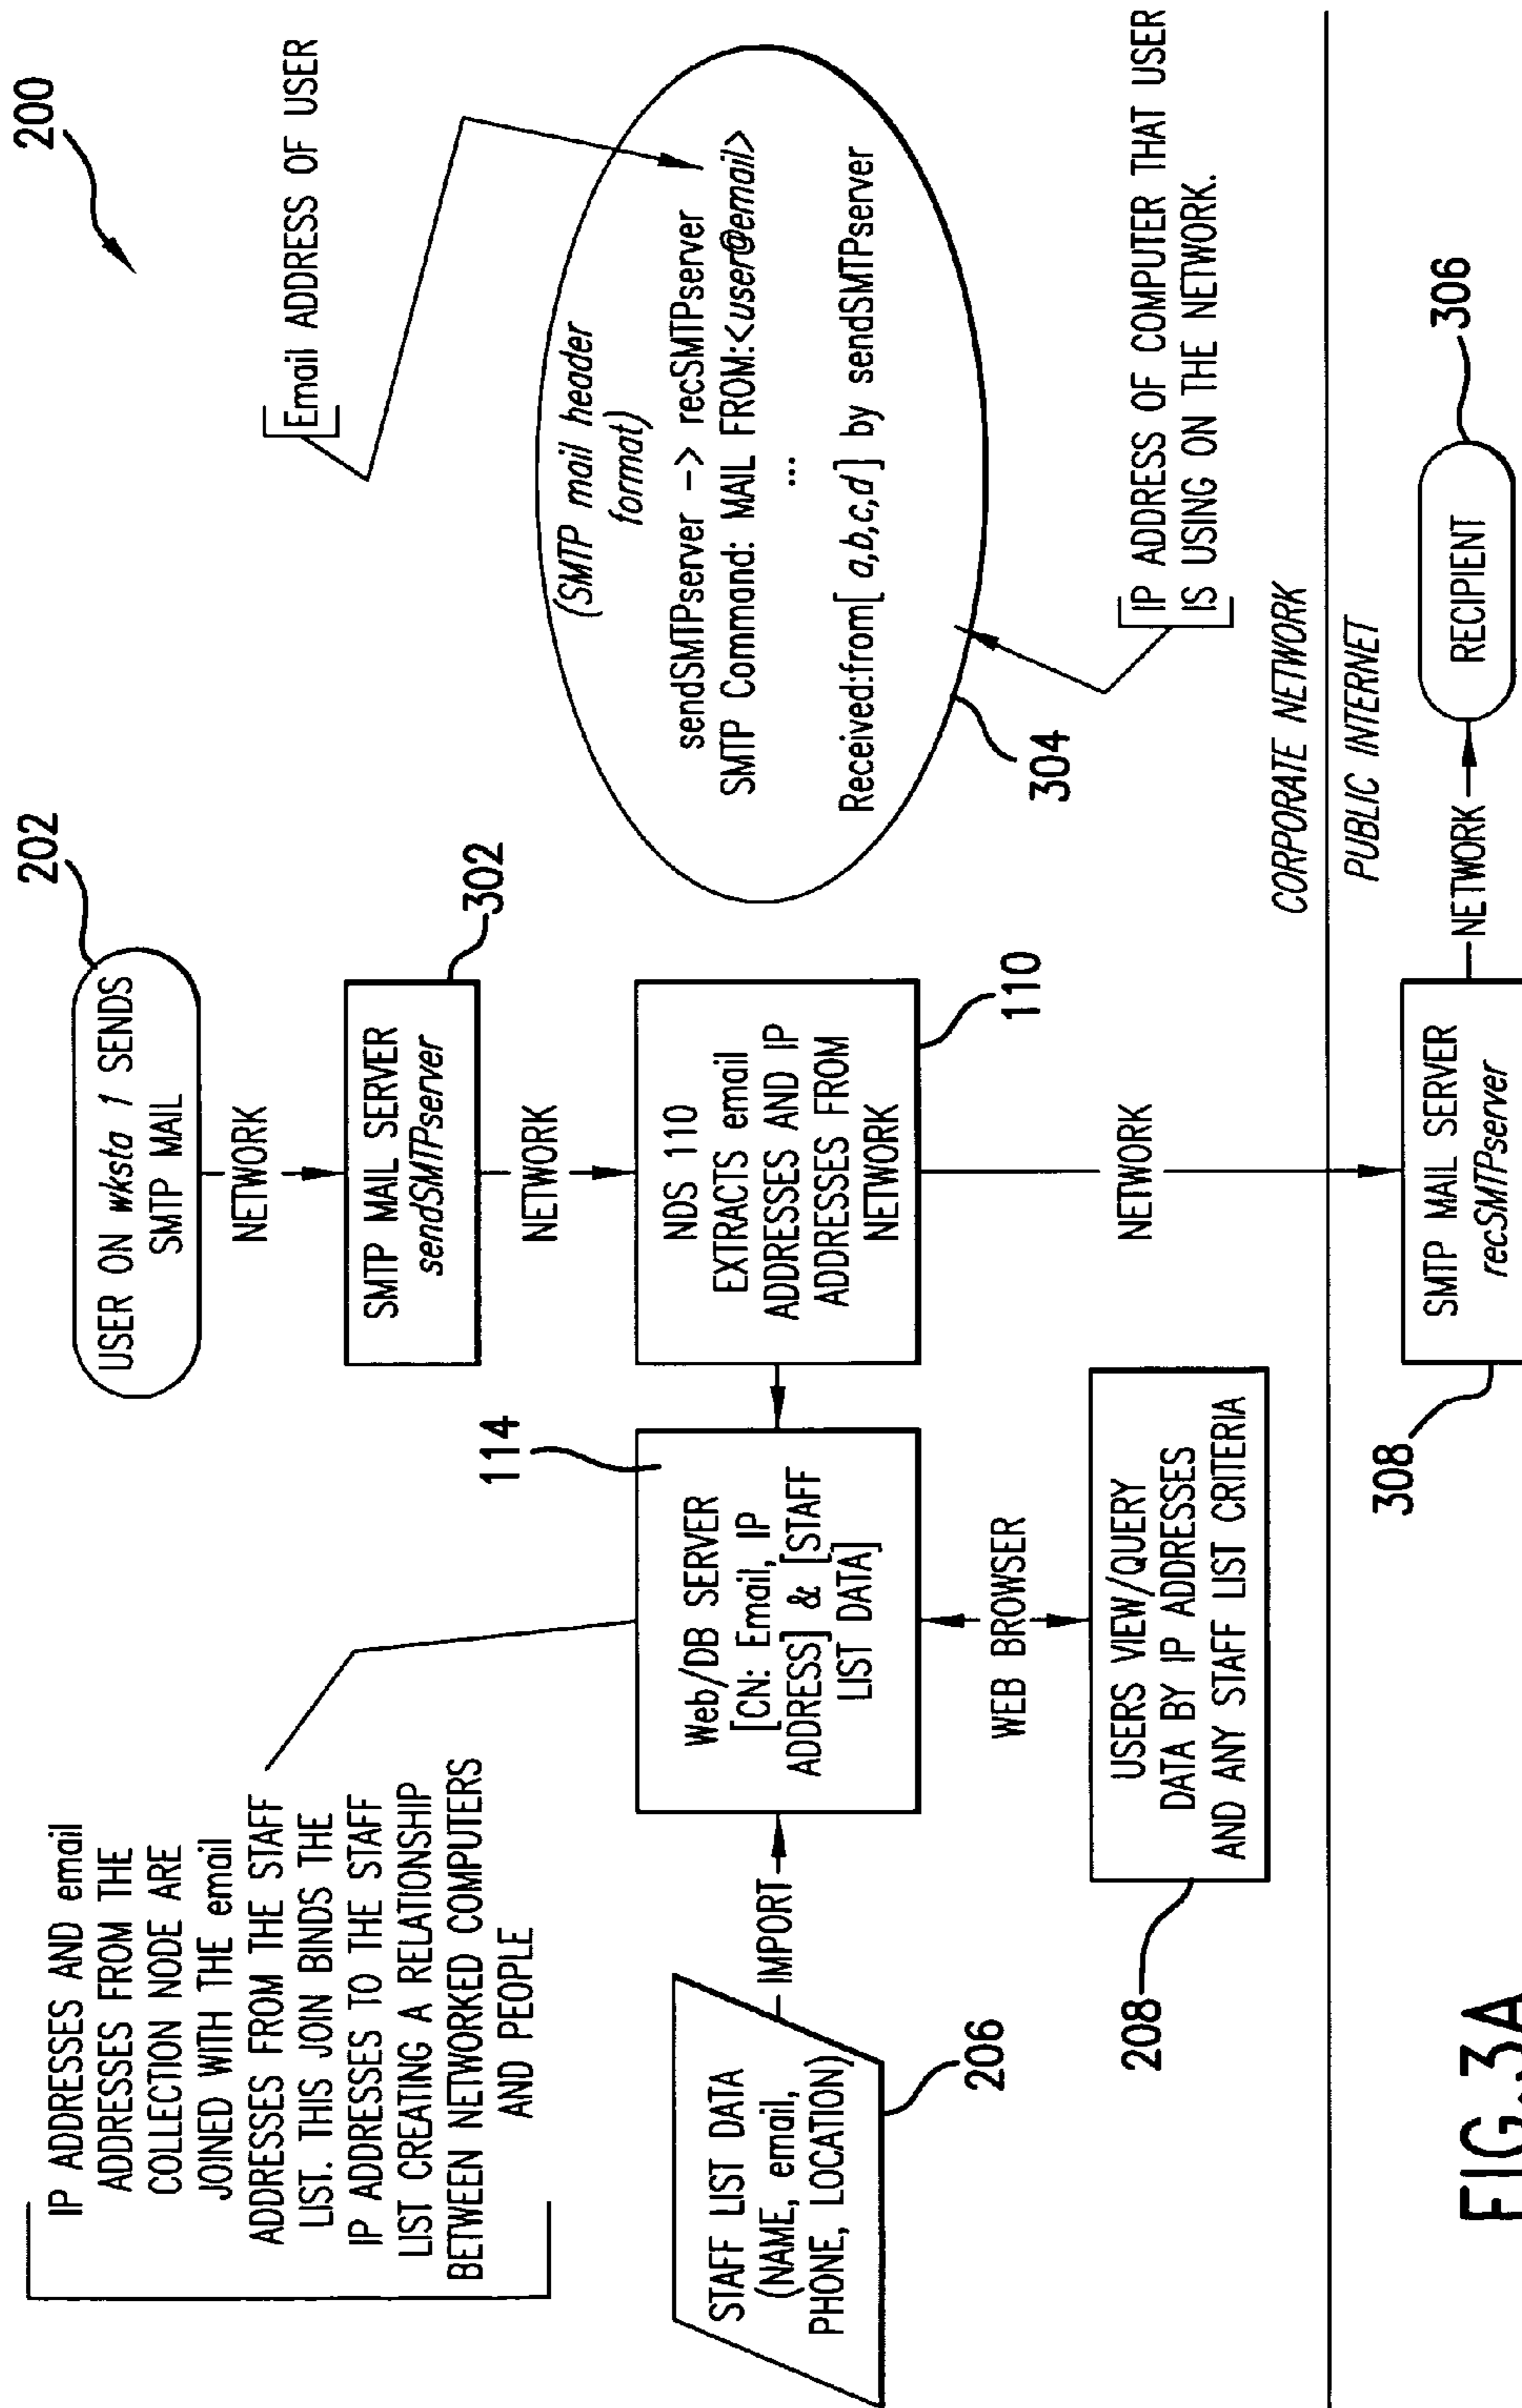 200
Email ADDRESS OF USER
202
USER ON wksta 1 SENDS
SMTP MAIL
NETWORK
302
SMTP MAIL SERVER
sendSMTPserver
NETWORK
(SMTP mail header
format)
sendSMTPserver -> recSMTPserver
SMTP Command: MAIL FROM:<user@email>
...
Received:from[ a,b,c,d ] by sendSMTPserver
304
IP ADDRESS OF COMPUTER THAT USER
IS USING ON THE NETWORK.
IP ADDRESSES AND email
ADDRESSES FROM THE
COLLECTION NODE ARE
JOINED WITH THE email
ADDRESSES FROM THE STAFF
LIST. THIS JOIN BINDS THE
IP ADDRESSES TO THE STAFF
LIST CREATING A RELATIONSHIP
BETWEEN NETWORKED COMPUTERS
AND PEOPLE
114
Web/DB SERVER
[CN: Email, IP
ADDRESS] & [STAFF
LIST DATA]
NDS 110
EXTRACTS email
ADDRESSES AND IP
ADDRESSES FROM
NETWORK
110
STAFF LIST DATA
(NAME, email,
PHONE, LOCATION)
206
IMPORT
WEB BROWSER
USERS VIEW/QUERY
DATA BY IP ADDRESSES
AND ANY STAFF LIST CRITERIA
208
NETWORK
CORPORATE NETWORK
PUBLIC INTERNET
308
SMTP MAIL SERVER
recSMTPserver
NETWORK
RECIPIENT
306
FIG.3A